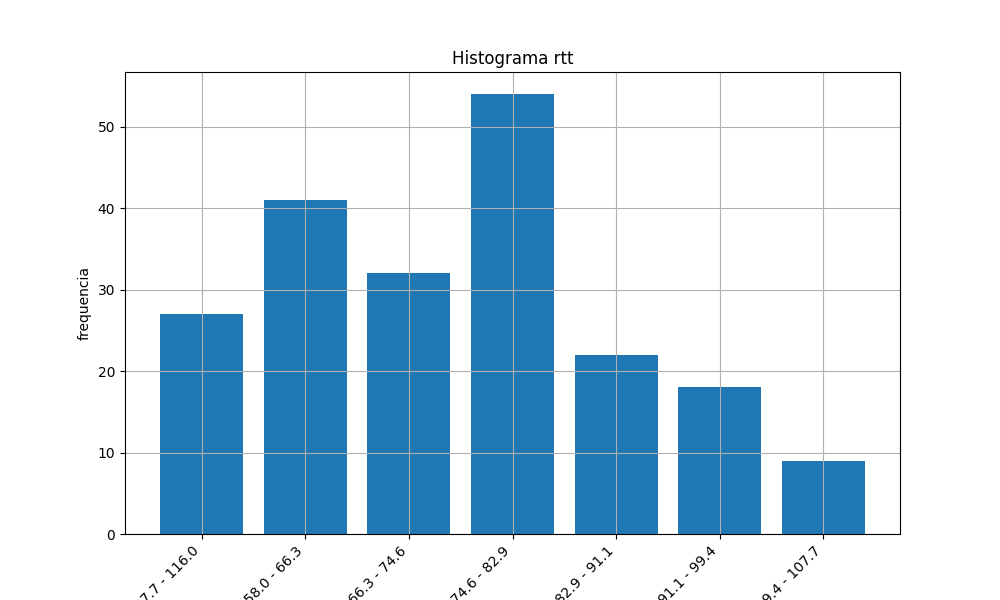 Histograma rtt
frequencia
50
40
30
20
10
0
7.7 - 116.0
58.0 - 66.3
66.3 - 74.6
74.6 - 82.9
82.9 - 91.1
91.1 - 99.4
9.4 - 107.7